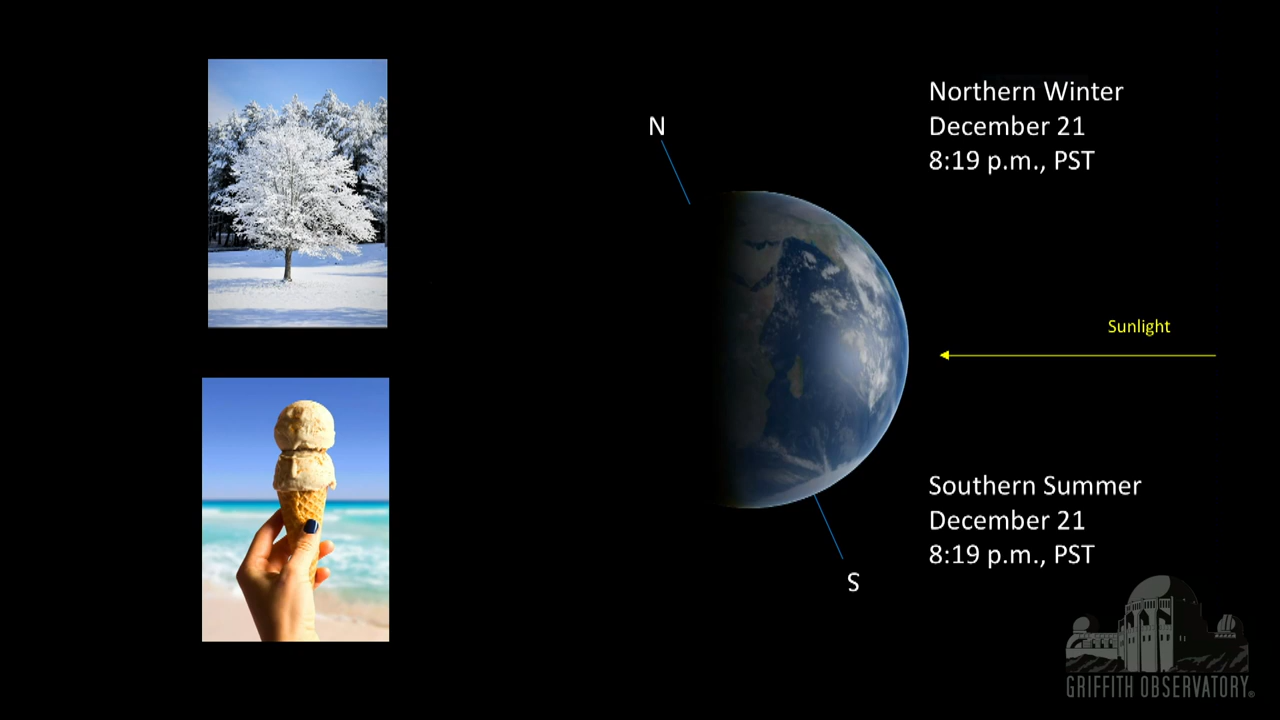 N
Northern Winter
December 21
8:19 p.m., PST
Sunlight
Southern Summer
December 21
8:19 p.m., PST
S
GRIFFITH OBSERVATORY®